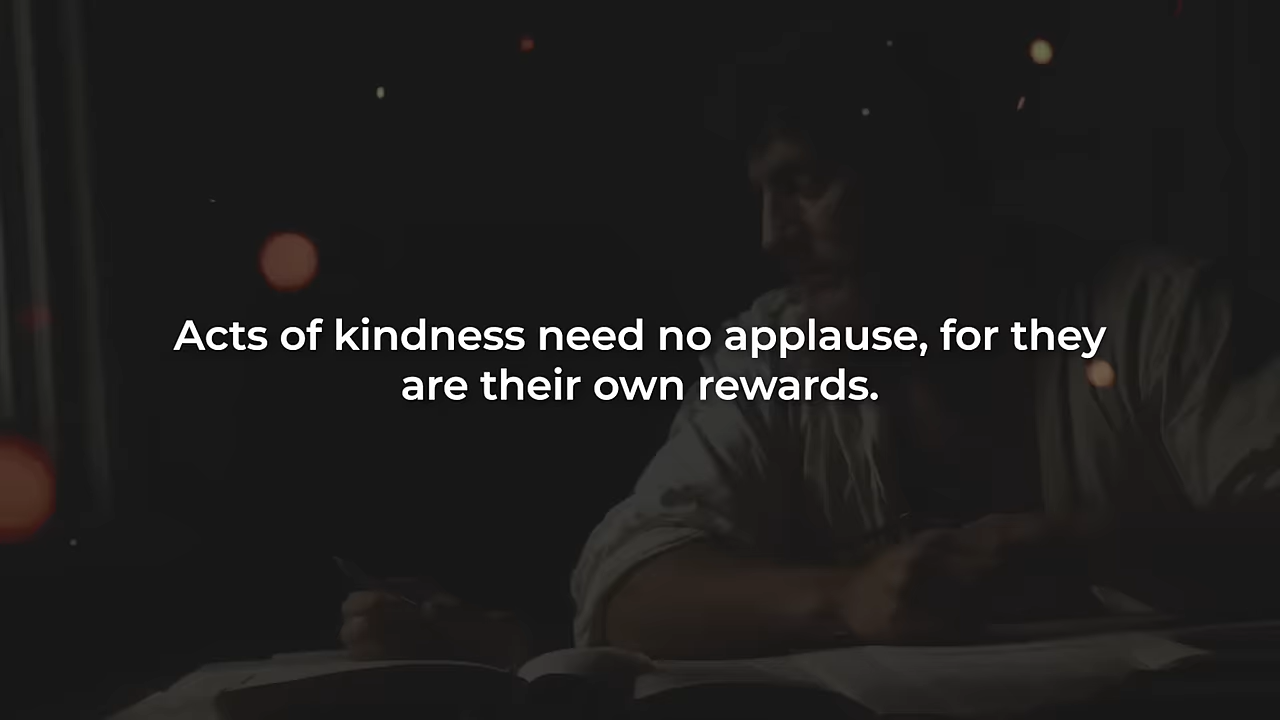 Acts of kindness need no applause, for they
are their own rewards.